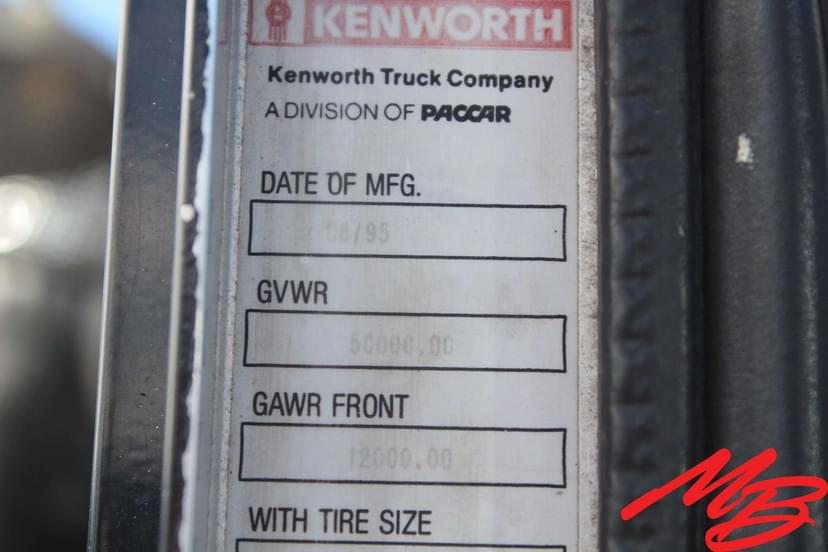 KENWORTH
Kenworth Truck Company
A DIVISION OF PACCAR
DATE OF MFG.
08/95
GVWR
50000.00
GAWR FRONT
12000.00
WITH TIRE SIZE
MB